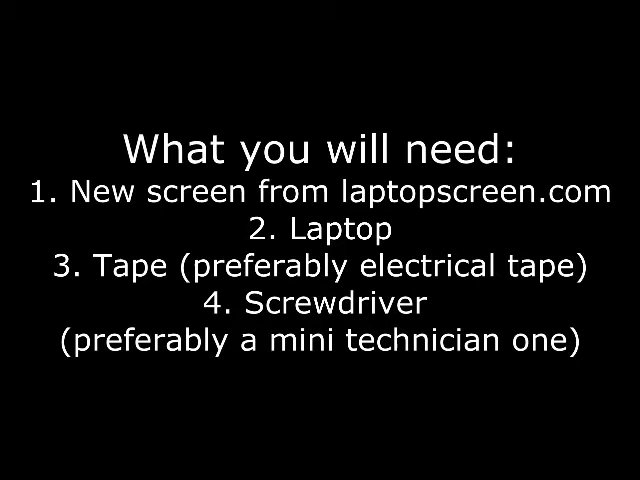 What you will need:
1. New screen from laptopscreen.com
2. Laptop
3. Tape (preferably electrical tape)
4. Screwdriver
(preferably a mini technician one)